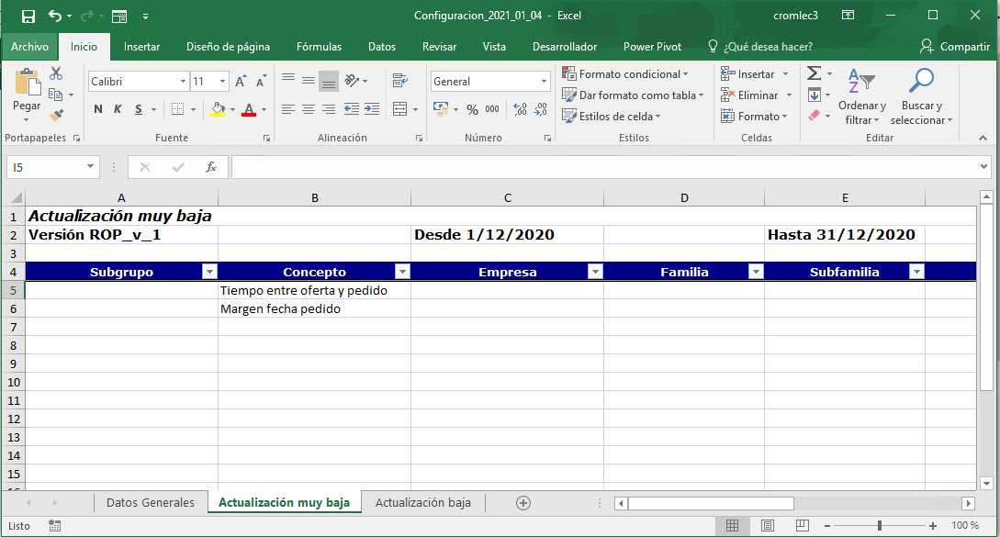 Configuracion_2021_01_04 - Excel
cromlec3
Archivo Inicio Insertar Diseño de página Fórmulas Datos Revisar Vista Desarrollador Power Pivot ¿Qué desea hacer? Compartir
Pegar
Portapapeles
Calibri 11
N K S
Fuente
Alineación
General
% 000
Número
Formato condicional
Dar formato como tabla
Estilos de celda
Estilos
Insertar
Eliminar
Formato
Celdas
Ordenar y filtrar
Buscar y seleccionar
Editar
I5 fx
A B C D E
1 Actualización muy baja
2 Versión ROP_v_1 Desde 1/12/2020 Hasta 31/12/2020
3
4 Subgrupo Concepto Empresa Familia Subfamilia
5 Tiempo entre oferta y pedido
6 Margen fecha pedido
7
8
9
10
11
12
13
14
15
16
Datos Generales Actualización muy baja Actualización baja
Listo 100 %